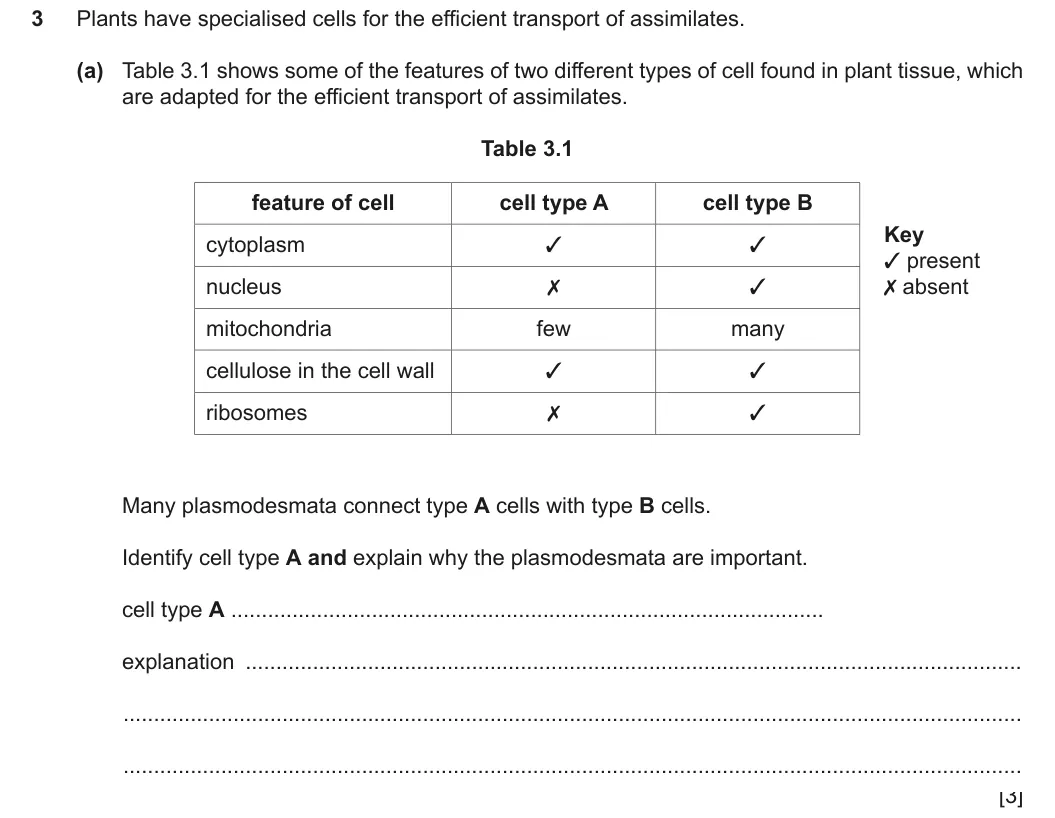 3 Plants have specialised cells for the efficient transport of assimilates.
(a) Table 3.1 shows some of the features of two different types of cell found in plant tissue, which
are adapted for the efficient transport of assimilates.
Table 3.1
feature of cell cell type A cell type B
cytoplasm ✓ ✓
nucleus ✗ ✓
mitochondria few many
cellulose in the cell wall ✓ ✓
ribosomes ✗ ✓
Key
✓ present
✗ absent
Many plasmodesmata connect type A cells with type B cells.
Identify cell type A and explain why the plasmodesmata are important.
cell type A ..................................................................................................
explanation ................................................................................................................................
....................................................................................................................................................
....................................................................................................................................................
[3]